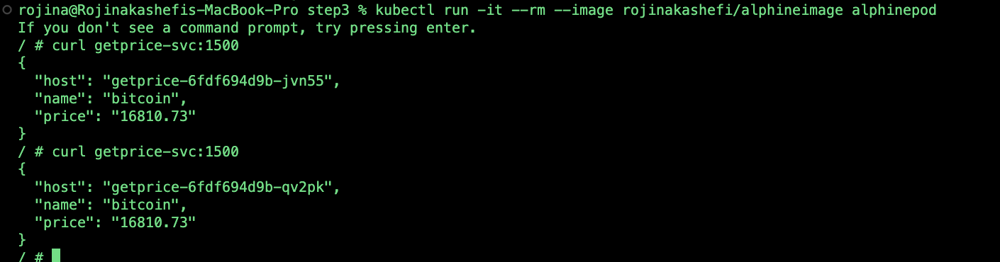 rojina@Rojinakashefis-MacBook-Pro step3 % kubectl run -it --rm --image rojinakashefi/alphineimage alphinepod
If you don't see a command prompt, try pressing enter.
/ # curl getprice-svc:1500
{
  "host": "getprice-6fdf694d9b-jvn55",
  "name": "bitcoin",
  "price": "16810.73"
}
/ # curl getprice-svc:1500
{
  "host": "getprice-6fdf694d9b-qv2pk",
  "name": "bitcoin",
  "price": "16810.73"
}
/ #